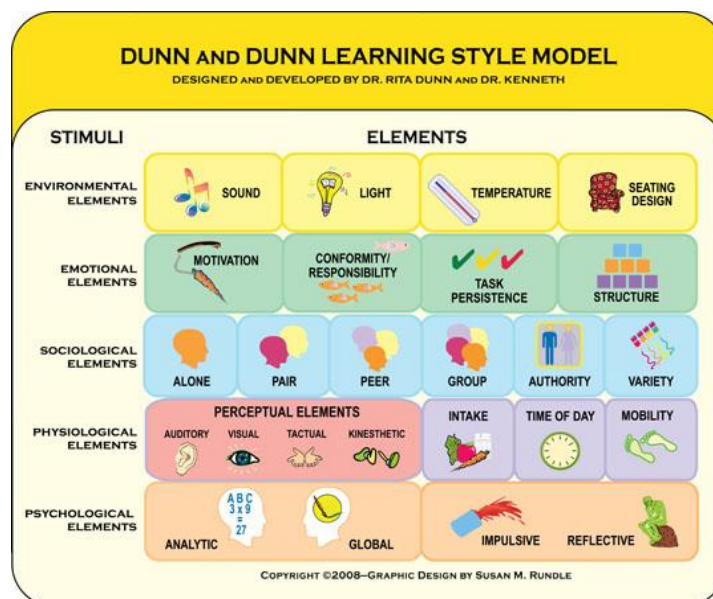 DUNN AND DUNN LEARNING STYLE MODEL
DESIGNED AND DEVELOPED BY DR. RITA DUNN AND DR. KENNETH
STIMULI
ELEMENTS
ENVIRONMENTAL
ELEMENTS
SOUND
LIGHT
TEMPERATURE
SEATING
DESIGN
EMOTIONAL
ELEMENTS
MOTIVATION
CONFORMITY/
RESPONSIBILITY
TASK
PERSISTENCE
STRUCTURE
SOCIOLOGICAL
ELEMENTS
ALONE
PAIR
PEER
GROUP
AUTHORITY
VARIETY
PHYSIOLOGICAL
ELEMENTS
PERCEPTUAL ELEMENTS
AUDITORY
VISUAL
TACTUAL
KINESTHETIC
INTAKE
TIME OF DAY
MOBILITY
PSYCHOLOGICAL
ELEMENTS
A B C
3 x 9
=
27
ANALYTIC
GLOBAL
IMPULSIVE
REFLECTIVE
COPYRIGHT ©2008–GRAPHIC DESIGN BY SUSAN M. RUNDLE